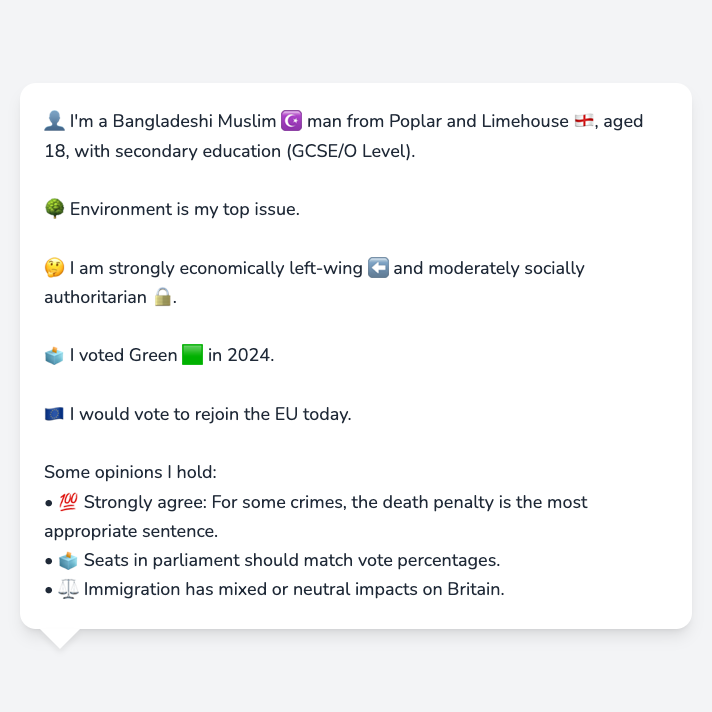 👤 I'm a Bangladeshi Muslim ☪️ man from Poplar and Limehouse 🏴󠁧󠁢󠁥󠁮󠁧󠁿, aged
18, with secondary education (GCSE/O Level).
🌳 Environment is my top issue.
🤔 I am strongly economically left-wing ⬅️ and moderately socially
authoritarian 🔒.
🗳️ I voted Green 🟩 in 2024.
🇪🇺 I would vote to rejoin the EU today.
Some opinions I hold:
• 💯 Strongly agree: For some crimes, the death penalty is the most
appropriate sentence.
• 🗳️ Seats in parliament should match vote percentages.
• ⚖️ Immigration has mixed or neutral impacts on Britain.